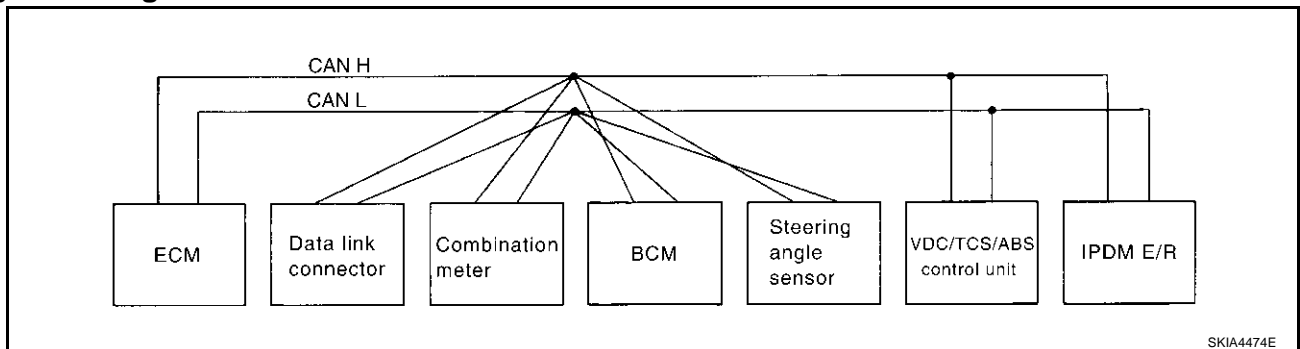 CAN H
CAN L
ECM
Data link
connector
Combination
meter
BCM
Steering
angle
sensor
VDC/TCS/ABS
control unit
IPDM E/R
SKIA4474E